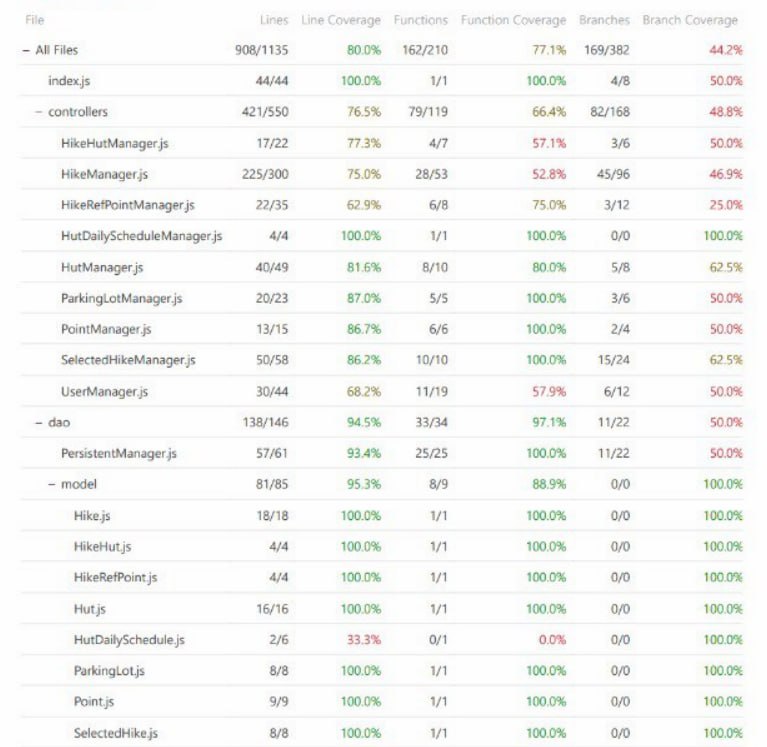 File Lines Line Coverage Functions Function Coverage Branches Branch Coverage
− All Files 908/1135 80.0% 162/210 77.1% 169/382 44.2%
index.js 44/44 100.0% 1/1 100.0% 4/8 50.0%
− controllers 421/550 76.5% 79/119 66.4% 82/168 48.8%
HikeHutManager.js 17/22 77.3% 4/7 57.1% 3/6 50.0%
HikeManager.js 225/300 75.0% 28/53 52.8% 45/96 46.9%
HikeRefPointManager.js 22/35 62.9% 6/8 75.0% 3/12 25.0%
HutDailyScheduleManager.js 4/4 100.0% 1/1 100.0% 0/0 100.0%
HutManager.js 40/49 81.6% 8/10 80.0% 5/8 62.5%
ParkingLotManager.js 20/23 87.0% 5/5 100.0% 3/6 50.0%
PointManager.js 13/15 86.7% 6/6 100.0% 2/4 50.0%
SelectedHikeManager.js 50/58 86.2% 10/10 100.0% 15/24 62.5%
UserManager.js 30/44 68.2% 11/19 57.9% 6/12 50.0%
− dao 138/146 94.5% 33/34 97.1% 11/22 50.0%
PersistentManager.js 57/61 93.4% 25/25 100.0% 11/22 50.0%
− model 81/85 95.3% 8/9 88.9% 0/0 100.0%
Hike.js 18/18 100.0% 1/1 100.0% 0/0 100.0%
HikeHut.js 4/4 100.0% 1/1 100.0% 0/0 100.0%
HikeRefPoint.js 4/4 100.0% 1/1 100.0% 0/0 100.0%
Hut.js 16/16 100.0% 1/1 100.0% 0/0 100.0%
HutDailySchedule.js 2/6 33.3% 0/1 0.0% 0/0 100.0%
ParkingLot.js 8/8 100.0% 1/1 100.0% 0/0 100.0%
Point.js 9/9 100.0% 1/1 100.0% 0/0 100.0%
SelectedHike.js 8/8 100.0% 1/1 100.0% 0/0 100.0%